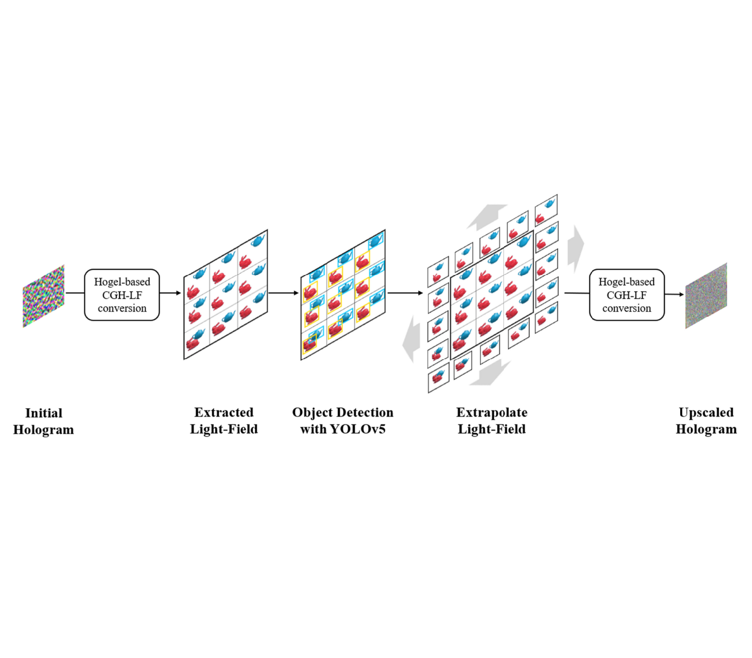 Hogel-based
CGH-LF
conversion
Hogel-based
CGH-LF
conversion
Initial
Hologram
Extracted
Light-Field
Object Detection
with YOLOv5
Extrapolate
Light-Field
Upscaled
Hologram